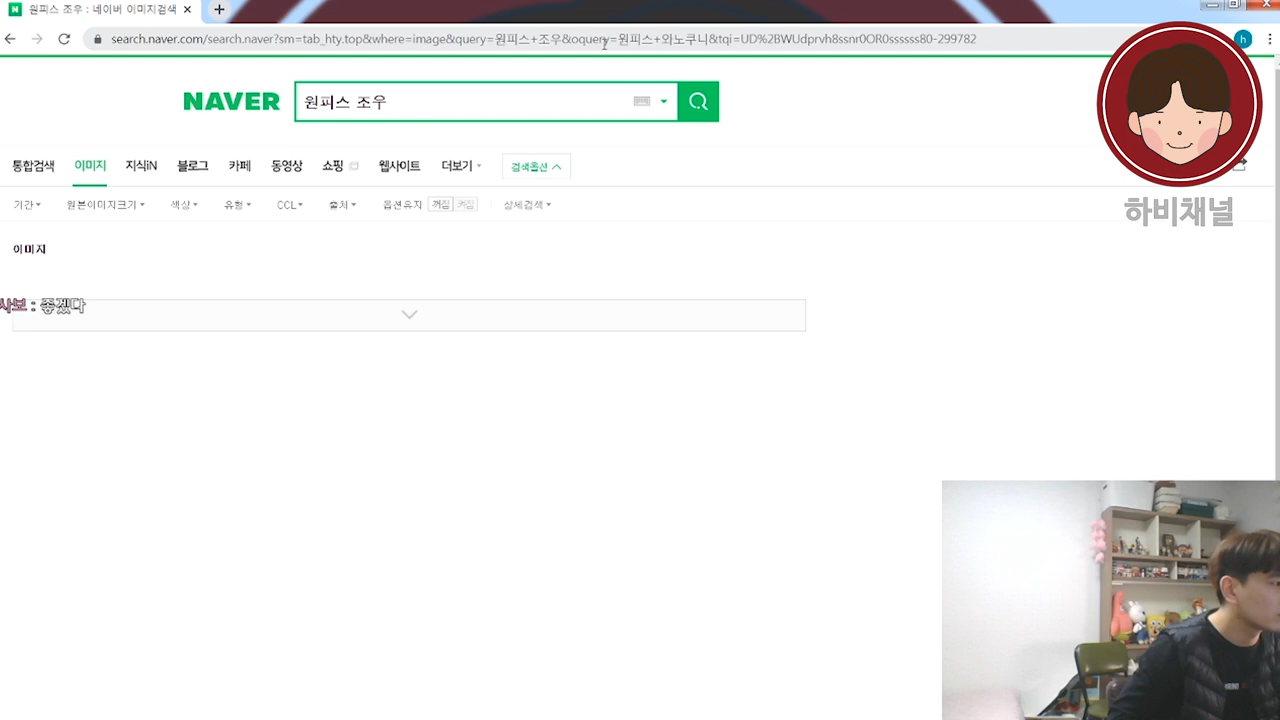 원피스 조우 : 네이버 이미지검색
search.naver.com/search.naver?sm=tab_hty.top&where=image&query=원피스+조우&oquery=원피스+와노쿠니&tqi=UD%2BWUdprvh8ssnr0OR0ssssss80-299782
h
NAVER
원피스 조우
통합검색 이미지 지식iN 블로그 카페 동영상 쇼핑 웹사이트 더보기 검색옵션
기간 원본이미지크기 색상 유형 CCL 출처 옵션유지 꺼짐 켜짐 상세검색
하비채널
이미지
사보 : 좋겠다